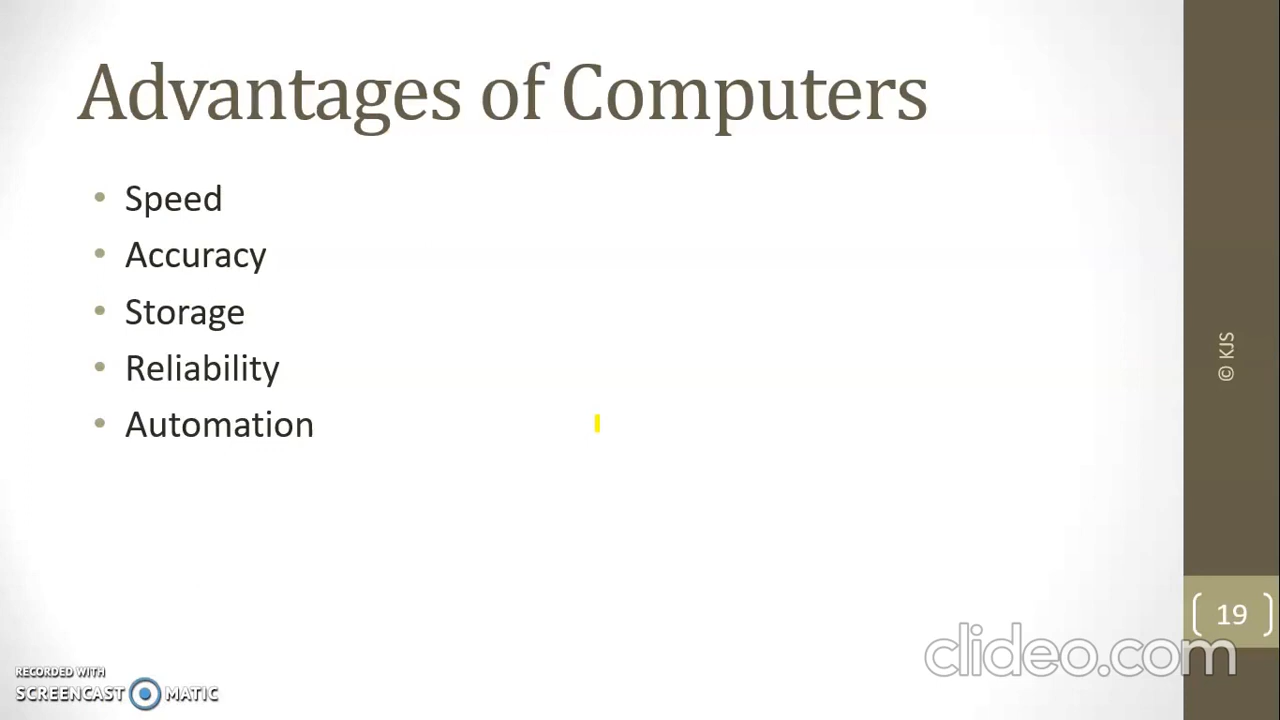 Advantages of Computers
• Speed
• Accuracy
• Storage
• Reliability
• Automation
© KJS
19
clideo.com
RECORDED WITH
SCREENCAST MATIC